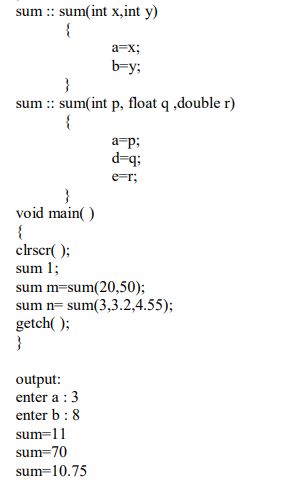 sum :: sum(int x,int y)
{
a=x;
b=y;
}
sum :: sum(int p, float q ,double r)
{
a=p;
d=q;
e=r;
}
void main( )
{
clrscr( );
sum 1;
sum m=sum(20,50);
sum n= sum(3,3.2,4.55);
getch( );
}
output:
enter a : 3
enter b : 8
sum=11
sum=70
sum=10.75